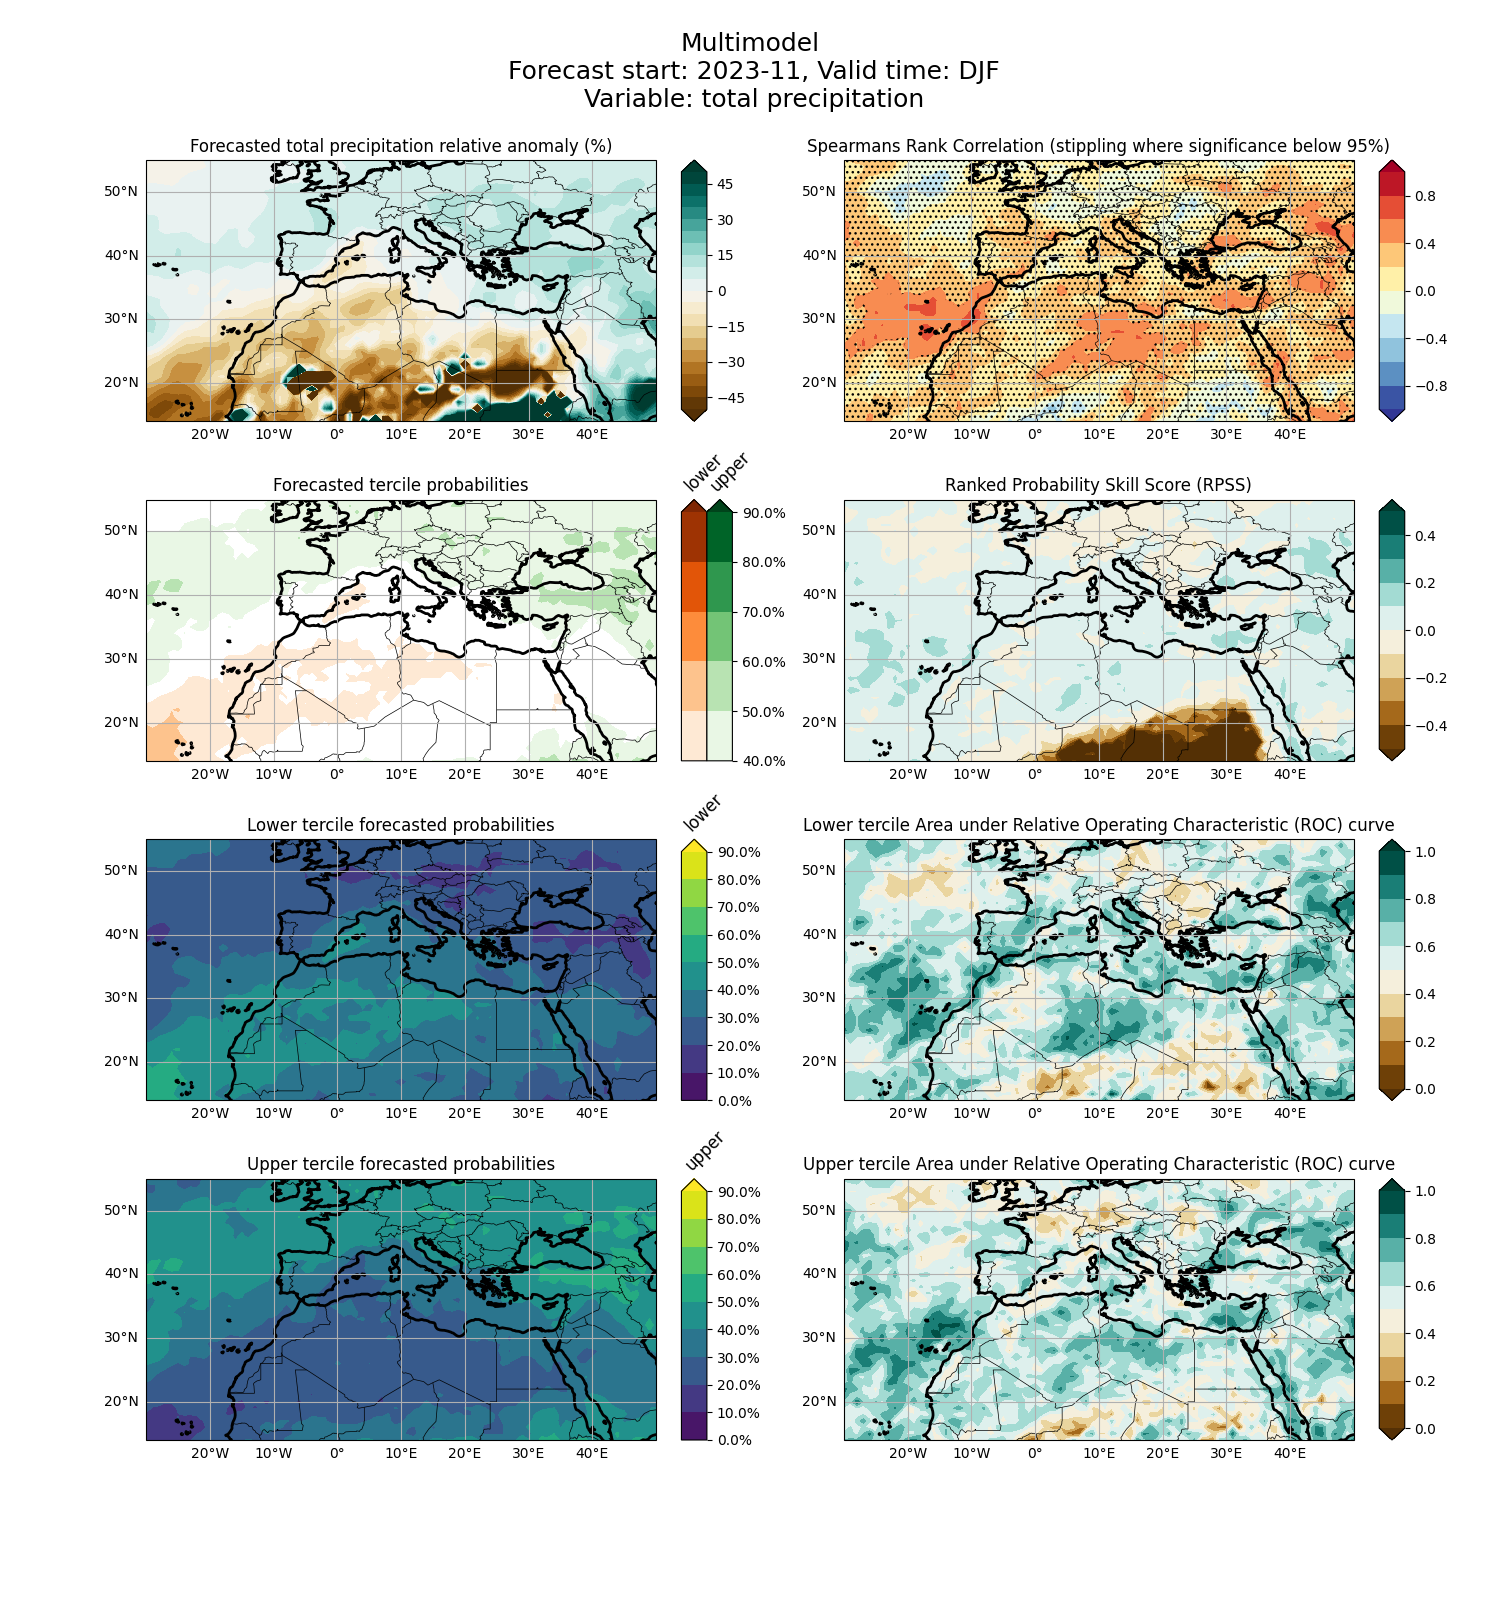 Multimodel
Forecast start: 2023-11, Valid time: DJF
Variable: total precipitation
Forecasted total precipitation relative anomaly (%)
50°N
40°N
30°N
20°N
20°W 10°W 0° 10°E 20°E 30°E 40°E
45
30
15
0
−15
−30
−45
Spearmans Rank Correlation (stippling where significance below 95%)
50°N
40°N
30°N
20°N
20°W 10°W 0° 10°E 20°E 30°E 40°E
0.8
0.4
0.0
−0.4
−0.8
Forecasted tercile probabilities
50°N
40°N
30°N
20°N
20°W 10°W 0° 10°E 20°E 30°E 40°E
lower
upper
90.0%
80.0%
70.0%
60.0%
50.0%
40.0%
Ranked Probability Skill Score (RPSS)
50°N
40°N
30°N
20°N
20°W 10°W 0° 10°E 20°E 30°E 40°E
0.4
0.2
0.0
−0.2
−0.4
Lower tercile forecasted probabilities
50°N
40°N
30°N
20°N
20°W 10°W 0° 10°E 20°E 30°E 40°E
lower
90.0%
80.0%
70.0%
60.0%
50.0%
40.0%
30.0%
20.0%
10.0%
0.0%
Lower tercile Area under Relative Operating Characteristic (ROC) curve
50°N
40°N
30°N
20°N
20°W 10°W 0° 10°E 20°E 30°E 40°E
1.0
0.8
0.6
0.4
0.2
0.0
Upper tercile forecasted probabilities
50°N
40°N
30°N
20°N
20°W 10°W 0° 10°E 20°E 30°E 40°E
upper
90.0%
80.0%
70.0%
60.0%
50.0%
40.0%
30.0%
20.0%
10.0%
0.0%
Upper tercile Area under Relative Operating Characteristic (ROC) curve
50°N
40°N
30°N
20°N
20°W 10°W 0° 10°E 20°E 30°E 40°E
1.0
0.8
0.6
0.4
0.2
0.0